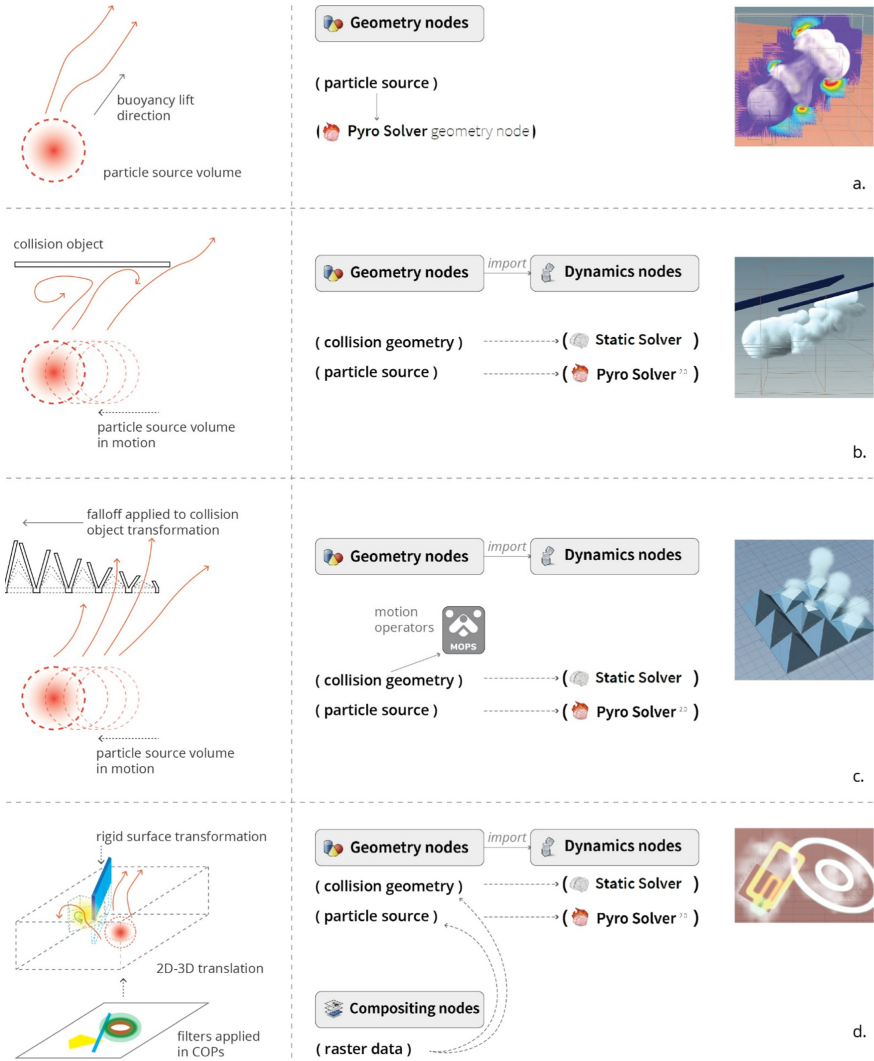 Geometry nodes
buoyancy lift
direction
particle source volume
( particle source )
( Pyro Solver geometry node )
a.
collision object
particle source volume
in motion
Geometry nodes
import
Dynamics nodes
( collision geometry )
( Static Solver )
( particle source )
( Pyro Solver )
b.
falloff applied to collision
object transformation
particle source volume
in motion
Geometry nodes
import
Dynamics nodes
motion
operators
MOPS
( collision geometry )
( Static Solver )
( particle source )
( Pyro Solver )
c.
rigid surface transformation
2D-3D translation
filters applied
in COPs
Geometry nodes
import
Dynamics nodes
( collision geometry )
( Static Solver )
( particle source )
( Pyro Solver )
Compositing nodes
( raster data )
d.